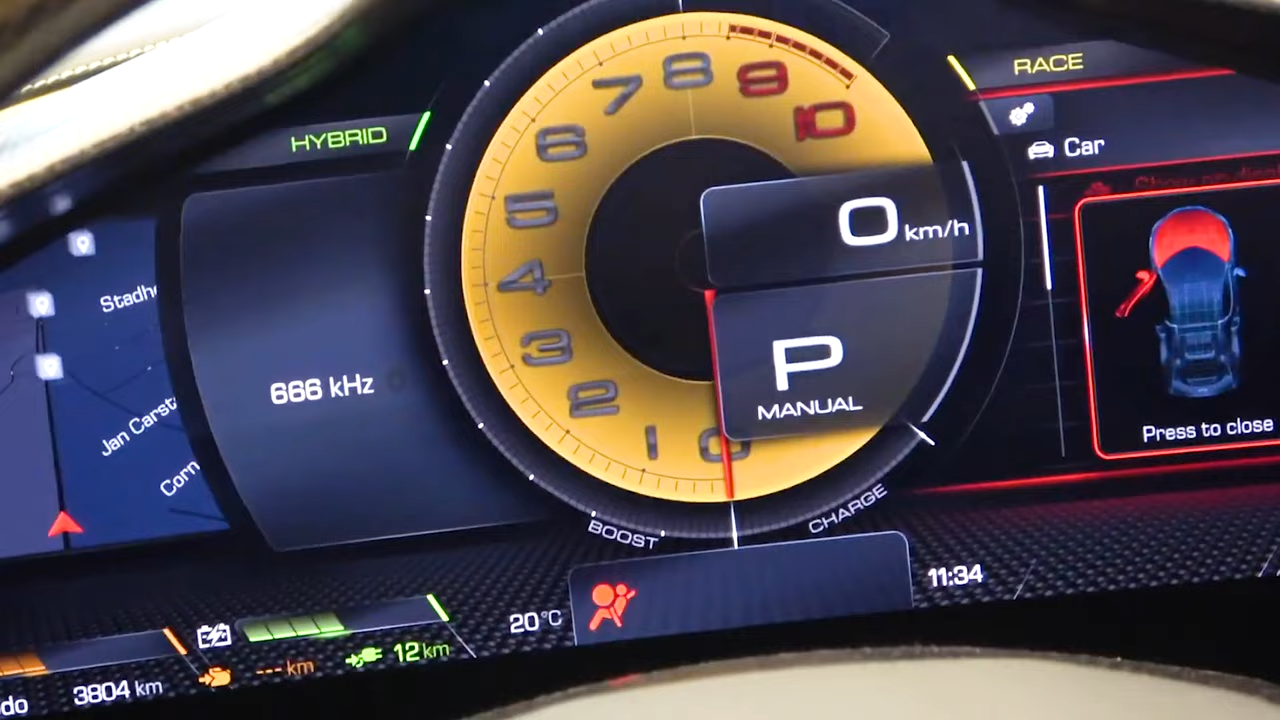 HYBRID
RACE
Car
7
8
9
10
6
5
4
3
2
1
0
0 km/h
P
MANUAL
666 kHz
Jan Carst
Corn
Press to close
BOOST
CHARGE
20°C
11:34
--- km
12 km
do
3804 km
Stadh